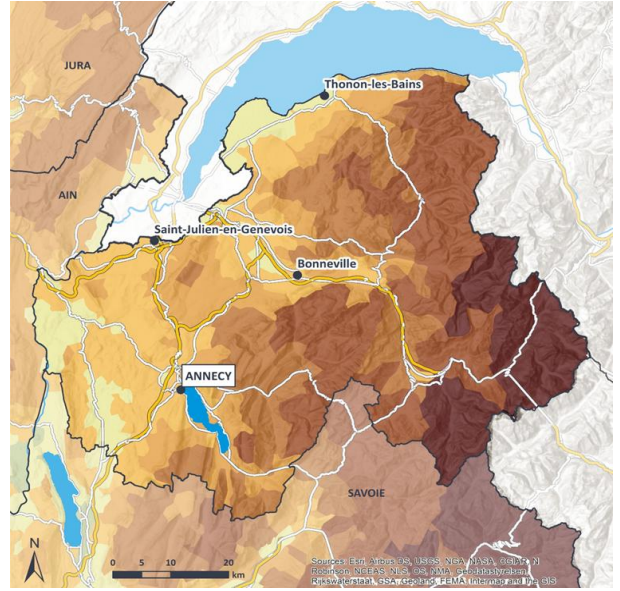 JURA
Thonon-les-Bains
AIN
Saint-Julien-en-Genevois
Bonneville
ANNECY
SAVOIE
N
0 5 10 20
km
Sources: Esri, Airbus DS, USGS, NGA, NASA, CGIAR, N
Robinson, NCEAS, NLS, OS, NMA, Geodatastyrelsen,
Rijkswaterstaat, GSA, Geoland, FEMA, Intermap and the GIS